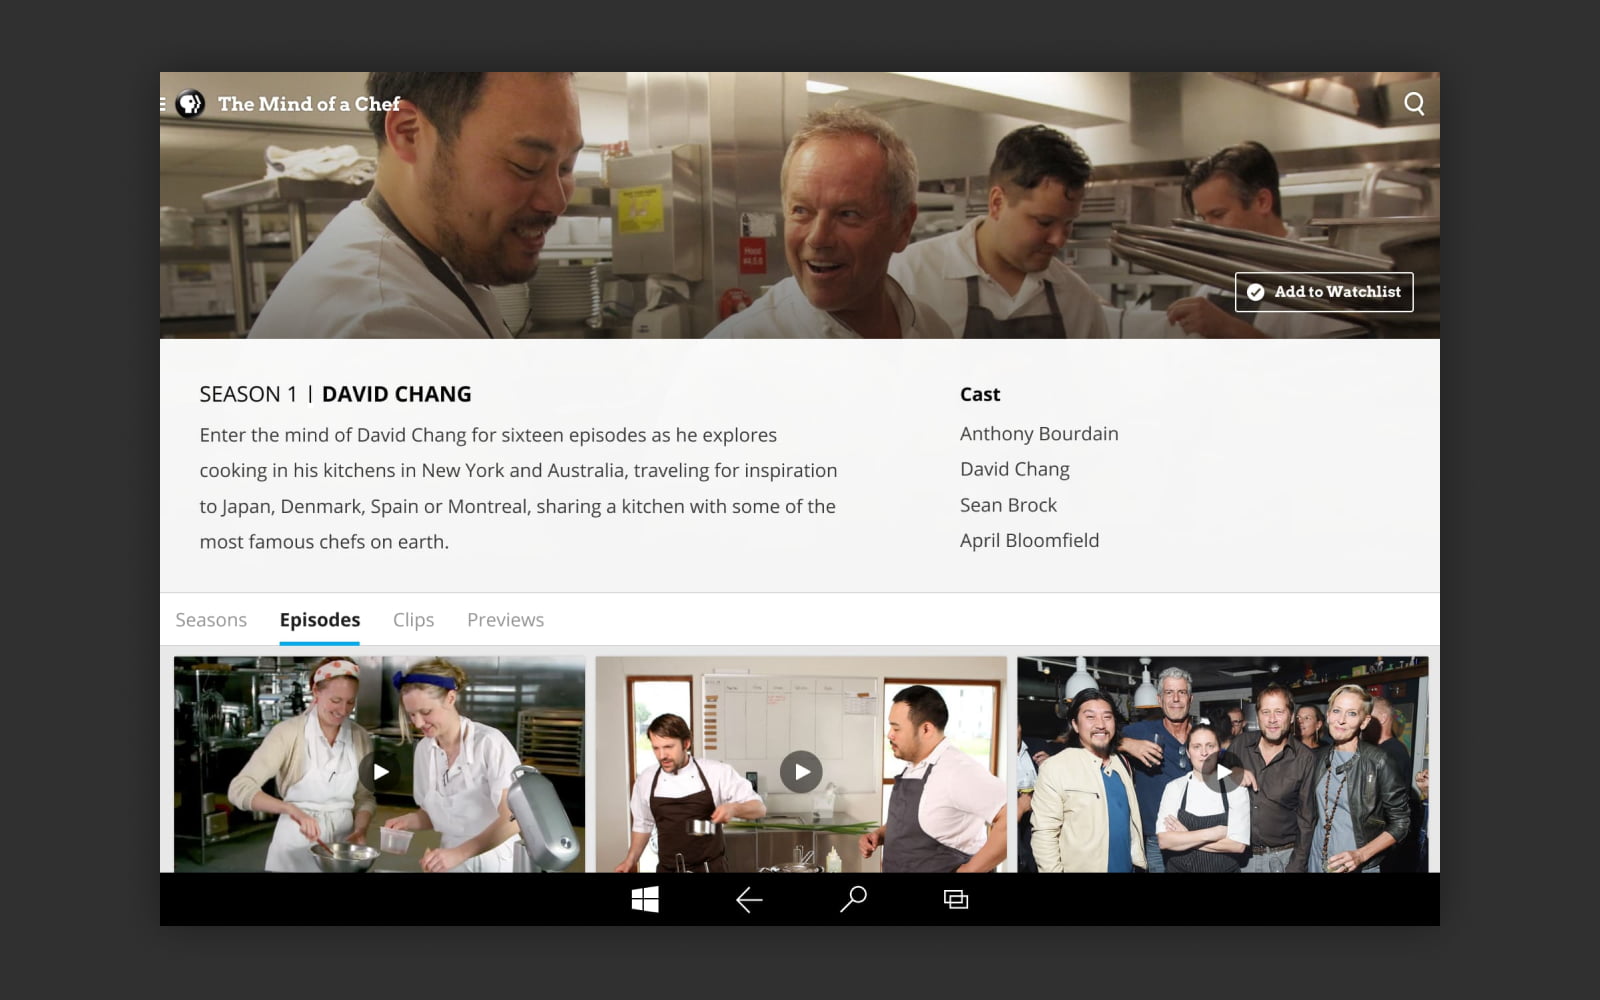 The Mind of a Chef
Add to Watchlist
SEASON 1 | DAVID CHANG
Enter the mind of David Chang for sixteen episodes as he explores
cooking in his kitchens in New York and Australia, traveling for inspiration
to Japan, Denmark, Spain or Montreal, sharing a kitchen with some of the
most famous chefs on earth.
Cast
Anthony Bourdain
David Chang
Sean Brock
April Bloomfield
Seasons
Episodes
Clips
Previews